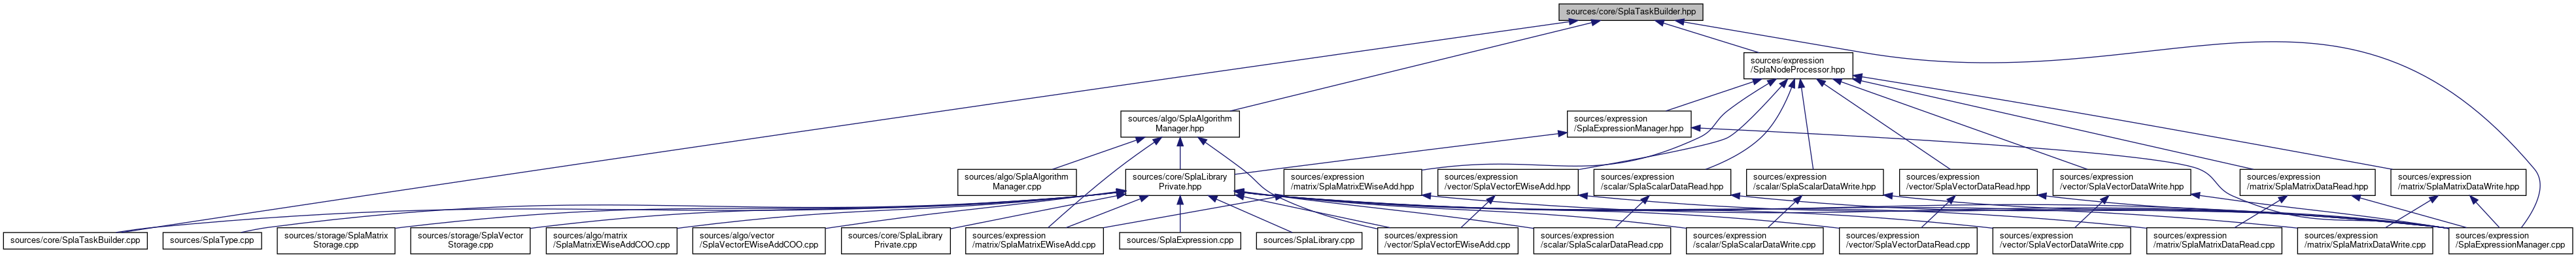 sources/core/SplaTaskBuilder.hpp
sources/expression
/SplaNodeProcessor.hpp
sources/algo/SplaAlgorithm
Manager.hpp
sources/expression
/SplaExpressionManager.hpp
sources/algo/SplaAlgorithm
Manager.cpp
sources/core/SplaLibrary
Private.hpp
sources/expression
/matrix/SplaMatrixEWiseAdd.hpp
sources/expression
/vector/SplaVectorEWiseAdd.hpp
sources/expression
/scalar/SplaScalarDataRead.hpp
sources/expression
/scalar/SplaScalarDataWrite.hpp
sources/expression
/vector/SplaVectorDataRead.hpp
sources/expression
/vector/SplaVectorDataWrite.hpp
sources/expression
/matrix/SplaMatrixDataRead.hpp
sources/expression
/matrix/SplaMatrixDataWrite.hpp
sources/core/SplaTaskBuilder.cpp
sources/SplaType.cpp
sources/storage/SplaMatrix
Storage.cpp
sources/storage/SplaVector
Storage.cpp
sources/algo/matrix
/SplaMatrixEWiseAddCOO.cpp
sources/algo/vector
/SplaVectorEWiseAddCOO.cpp
sources/core/SplaLibrary
Private.cpp
sources/expression
/matrix/SplaMatrixEWiseAdd.cpp
sources/SplaExpression.cpp
sources/SplaLibrary.cpp
sources/expression
/vector/SplaVectorEWiseAdd.cpp
sources/expression
/scalar/SplaScalarDataRead.cpp
sources/expression
/scalar/SplaScalarDataWrite.cpp
sources/expression
/vector/SplaVectorDataRead.cpp
sources/expression
/vector/SplaVectorDataWrite.cpp
sources/expression
/matrix/SplaMatrixDataRead.cpp
sources/expression
/matrix/SplaMatrixDataWrite.cpp
sources/expression
/SplaExpressionManager.cpp